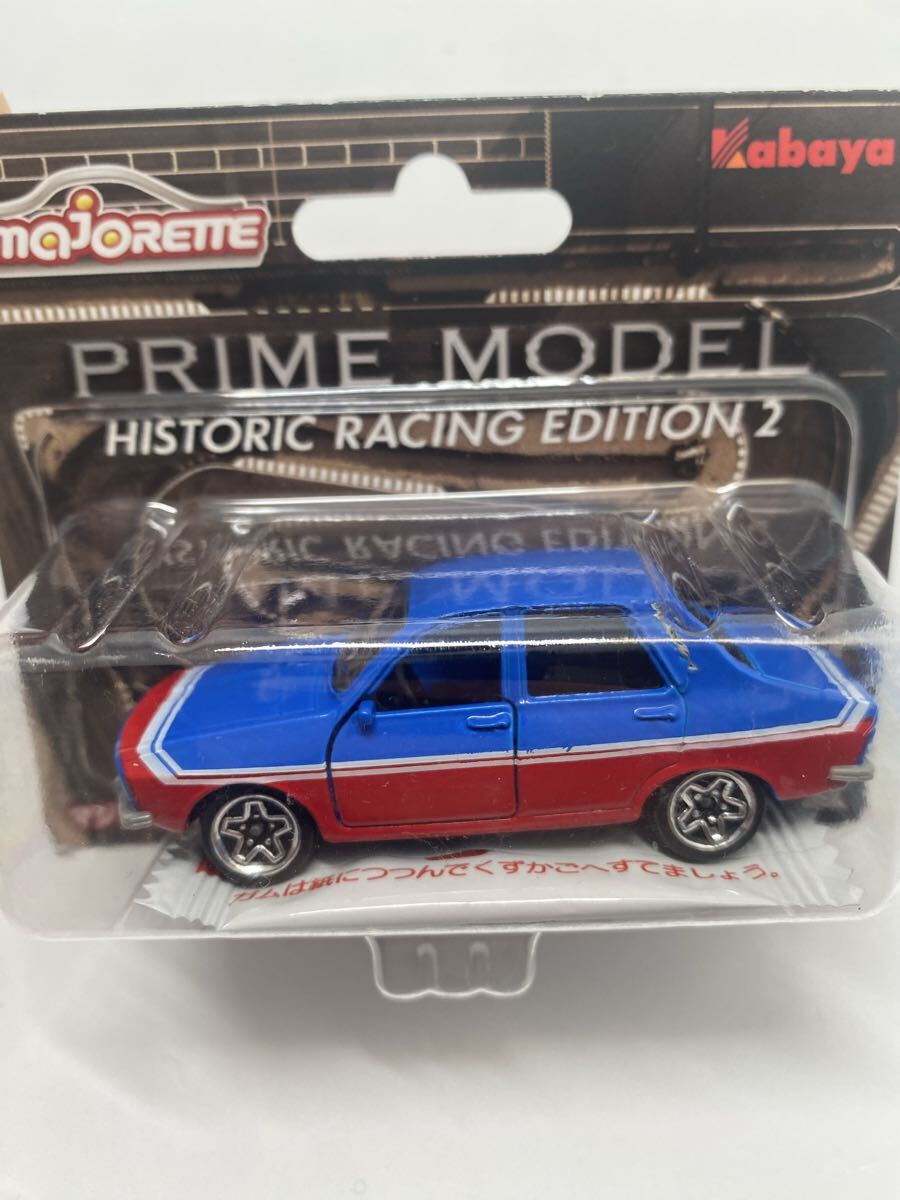 majORETTE
Kabaya
PRIME MODEL
HISTORIC RACING EDITION 2
ガムは紙につつんでくずかごへすてましょう。